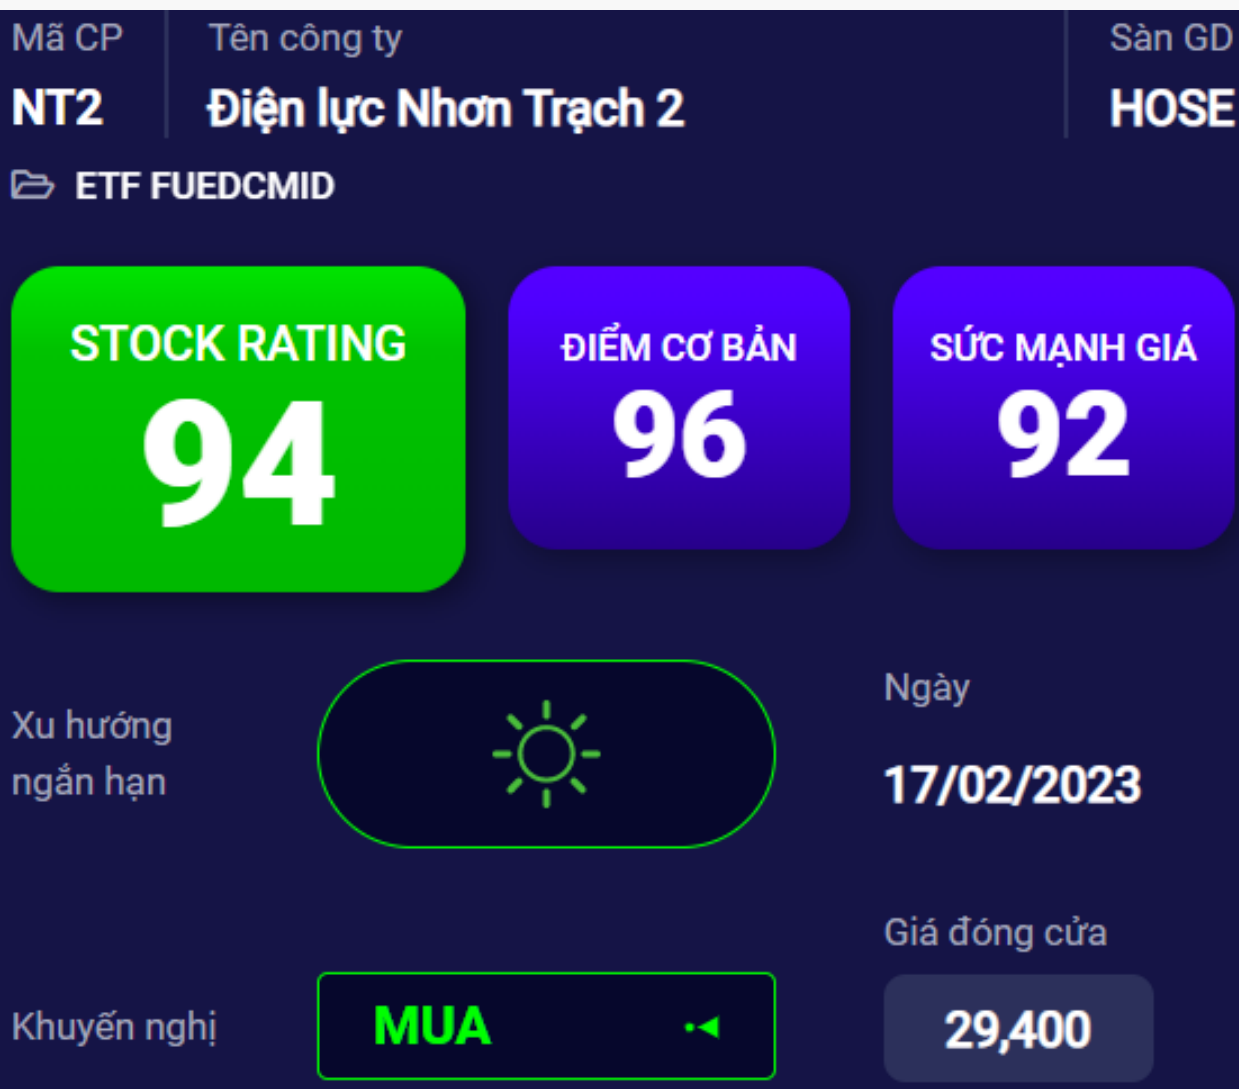 Mã CP
Tên công ty
Sàn GD
NT2
Điện lực Nhơn Trạch 2
HOSE
ETF FUEDCMID
STOCK RATING
94
ĐIỂM CƠ BẢN
96
SỨC MẠNH GIÁ
92
Xu hướng
ngắn hạn
Ngày
17/02/2023
Khuyến nghị
MUA
Giá đóng cửa
29,400